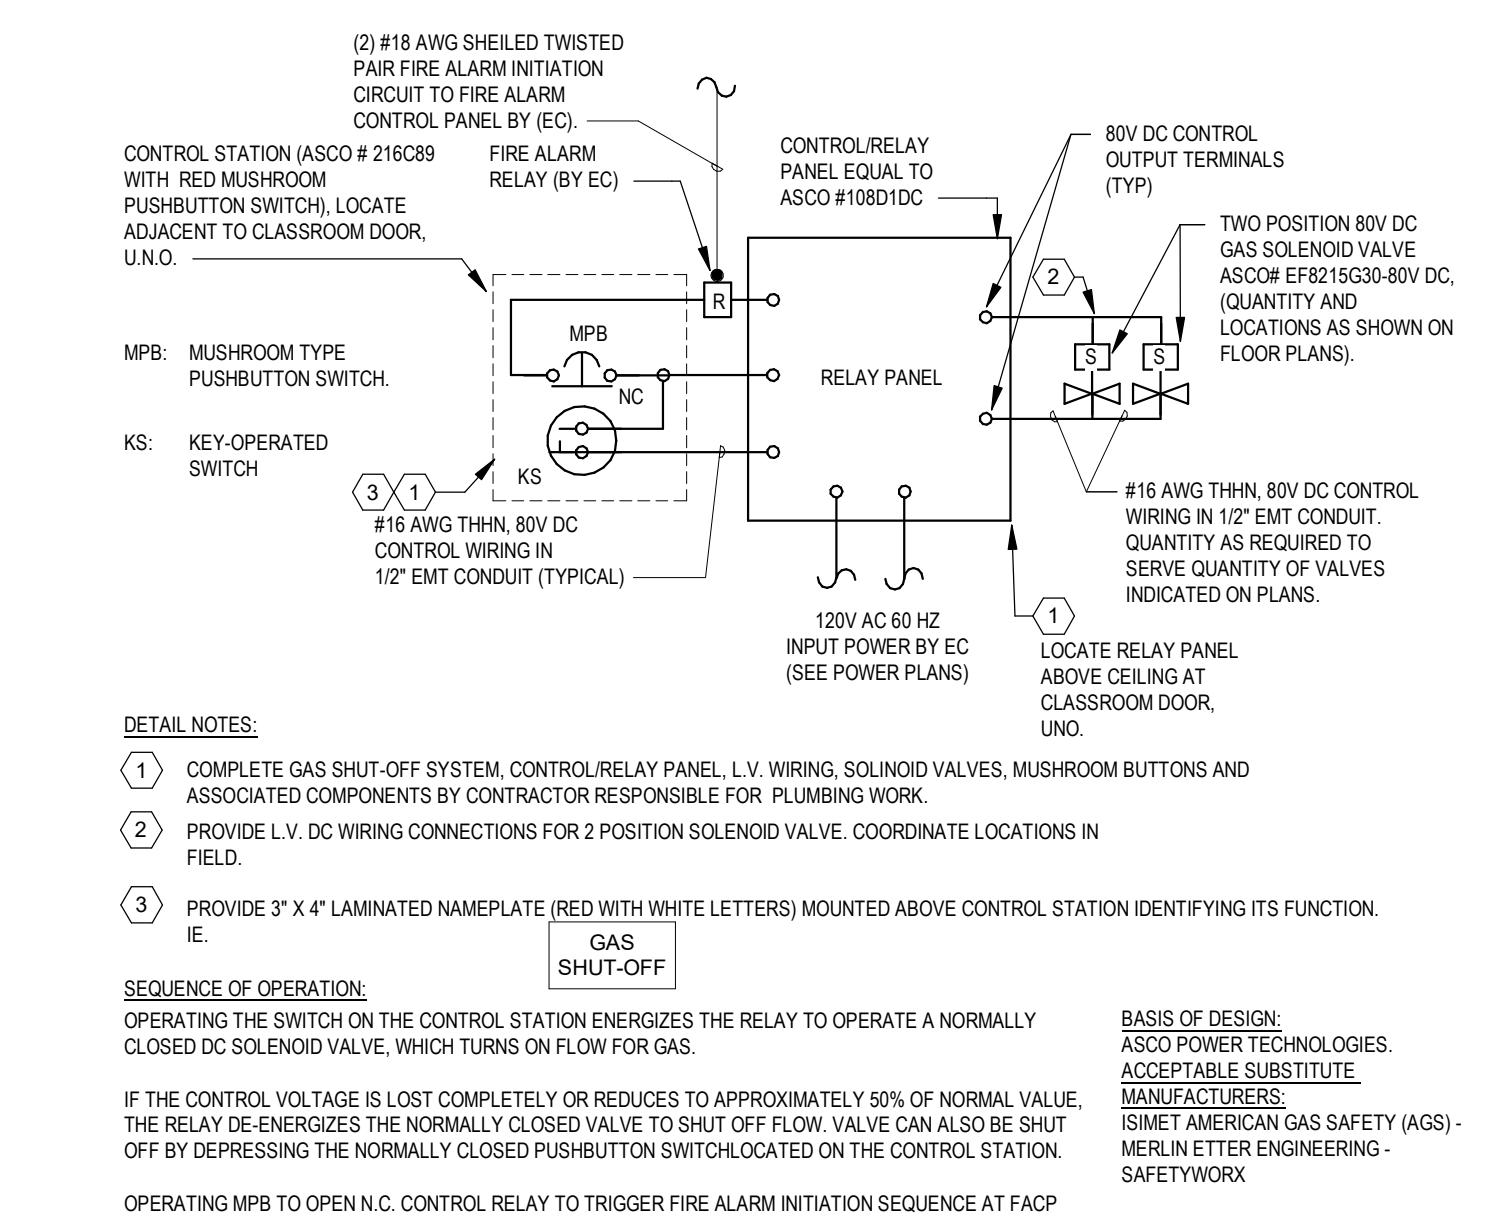 (2) #18 AWG SHEILED TWISTED
PAIR FIRE ALARM INITIATION
CIRCUIT TO FIRE ALARM
CONTROL PANEL BY (EC).
CONTROL STATION (ASCO # 216C89
WITH RED MUSHROOM
PUSHBUTTON SWITCH), LOCATE
ADJACENT TO CLASSROOM DOOR,
U.N.O.
FIRE ALARM
RELAY (BY EC)
CONTROL/RELAY
PANEL EQUAL TO
ASCO #108D1DC
80V DC CONTROL
OUTPUT TERMINALS
(TYP)
TWO POSITION 80V DC
GAS SOLENOID VALVE
ASCO# EF8215G30-80V DC,
(QUANTITY AND
LOCATIONS AS SHOWN ON
FLOOR PLANS).
2
R
MPB
NC
KS
RELAY PANEL
S
S
MPB: MUSHROOM TYPE
PUSHBUTTON SWITCH.
KS: KEY-OPERATED
SWITCH
3
1
#16 AWG THHN, 80V DC
CONTROL WIRING IN
1/2" EMT CONDUIT (TYPICAL)
#16 AWG THHN, 80V DC CONTROL
WIRING IN 1/2" EMT CONDUIT.
QUANTITY AS REQUIRED TO
SERVE QUANTITY OF VALVES
INDICATED ON PLANS.
120V AC 60 HZ
INPUT POWER BY EC
(SEE POWER PLANS)
1
LOCATE RELAY PANEL
ABOVE CEILING AT
CLASSROOM DOOR,
UNO.
DETAIL NOTES:
1 COMPLETE GAS SHUT-OFF SYSTEM, CONTROL/RELAY PANEL, L.V. WIRING, SOLINOID VALVES, MUSHROOM BUTTONS AND
ASSOCIATED COMPONENTS BY CONTRACTOR RESPONSIBLE FOR PLUMBING WORK.
2 PROVIDE L.V. DC WIRING CONNECTIONS FOR 2 POSITION SOLENOID VALVE. COORDINATE LOCATIONS IN
FIELD.
3 PROVIDE 3" X 4" LAMINATED NAMEPLATE (RED WITH WHITE LETTERS) MOUNTED ABOVE CONTROL STATION IDENTIFYING ITS FUNCTION.
IE.
GAS
SHUT-OFF
SEQUENCE OF OPERATION:
OPERATING THE SWITCH ON THE CONTROL STATION ENERGIZES THE RELAY TO OPERATE A NORMALLY
CLOSED DC SOLENOID VALVE, WHICH TURNS ON FLOW FOR GAS.
IF THE CONTROL VOLTAGE IS LOST COMPLETELY OR REDUCES TO APPROXIMATELY 50% OF NORMAL VALUE,
THE RELAY DE-ENERGIZES THE NORMALLY CLOSED VALVE TO SHUT OFF FLOW. VALVE CAN ALSO BE SHUT
OFF BY DEPRESSING THE NORMALLY CLOSED PUSHBUTTON SWITCHLOCATED ON THE CONTROL STATION.
OPERATING MPB TO OPEN N.C. CONTROL RELAY TO TRIGGER FIRE ALARM INITIATION SEQUENCE AT FACP
BASIS OF DESIGN:
ASCO POWER TECHNOLOGIES.
ACCEPTABLE SUBSTITUTE
MANUFACTURERS:
ISIMET AMERICAN GAS SAFETY (AGS) -
MERLIN ETTER ENGINEERING -
SAFETYWORX